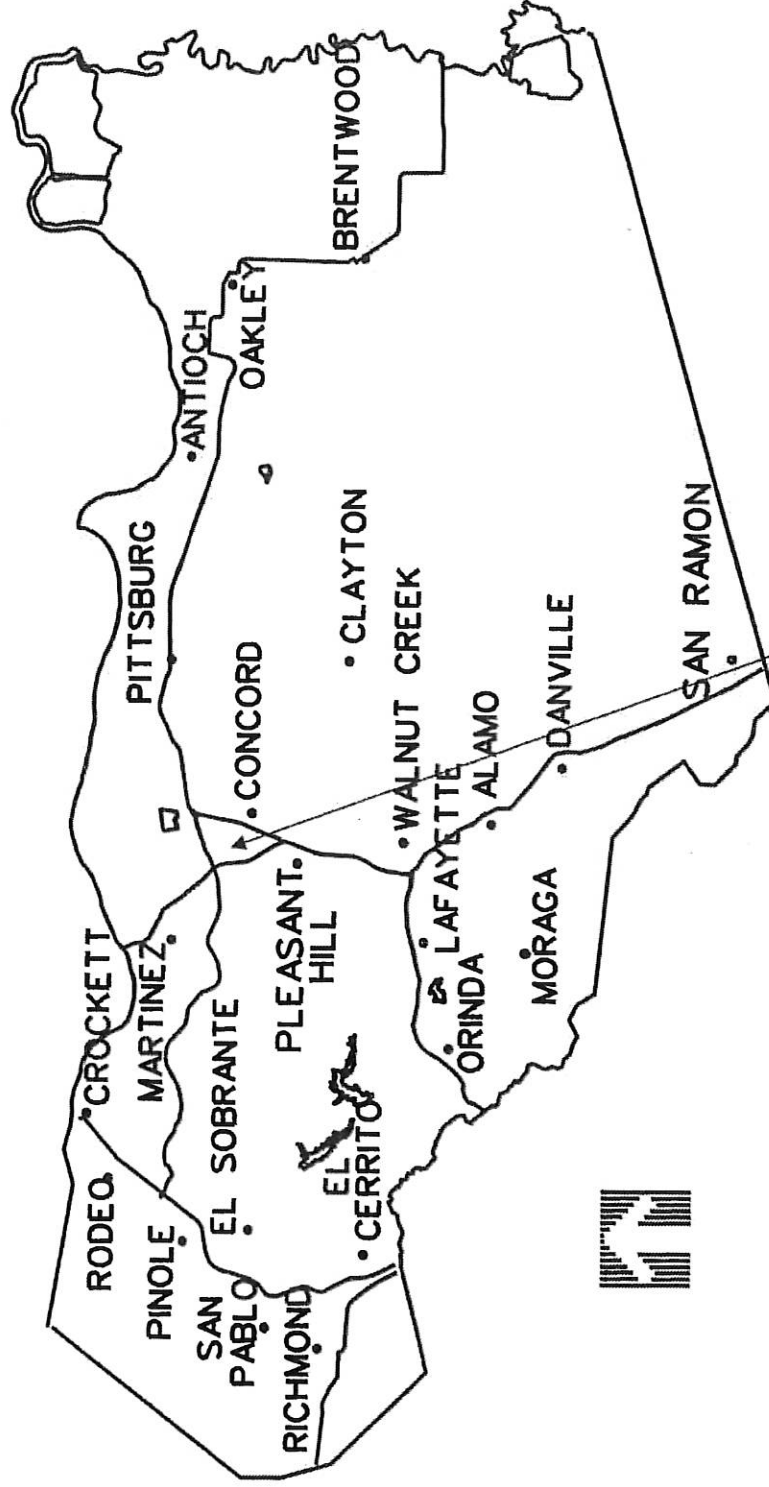 CROCKETT
RODEO
MARTINEZ
PINOLE
EL SOBRANTE
SAN
PABLO
RICHMOND
EL
CERRITO
PLEASANT
HILL
PITTSBURG
ANTIOCH
OAKLEY
BRENTWOOD
CONCORD
CLAYTON
WALNUT CREEK
LAFAYETTE
ALAMO
ORINDA
MORAGA
DANVILLE
SAN RAMON